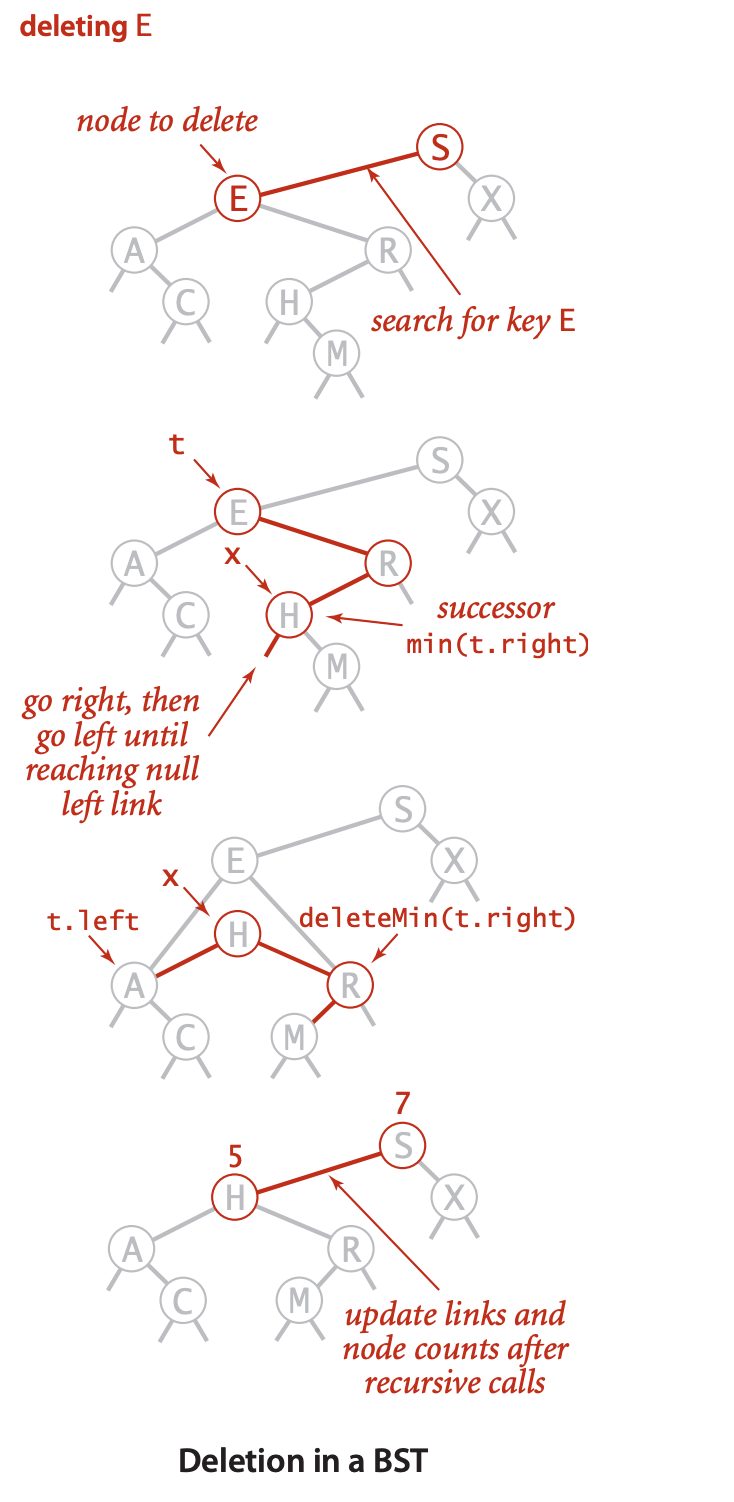 deleting E
node to delete
S
E
X
A
R
C
H
search for key E
M
t
S
E
X
x
A
R
C
H
successor
min(t.right)
M
go right, then
go left until
reaching null
left link
S
E
X
x
t.left
H
deleteMin(t.right)
A
R
C
M
7
S
5
H
X
A
R
C
M
update links and
node counts after
recursive calls
Deletion in a BST